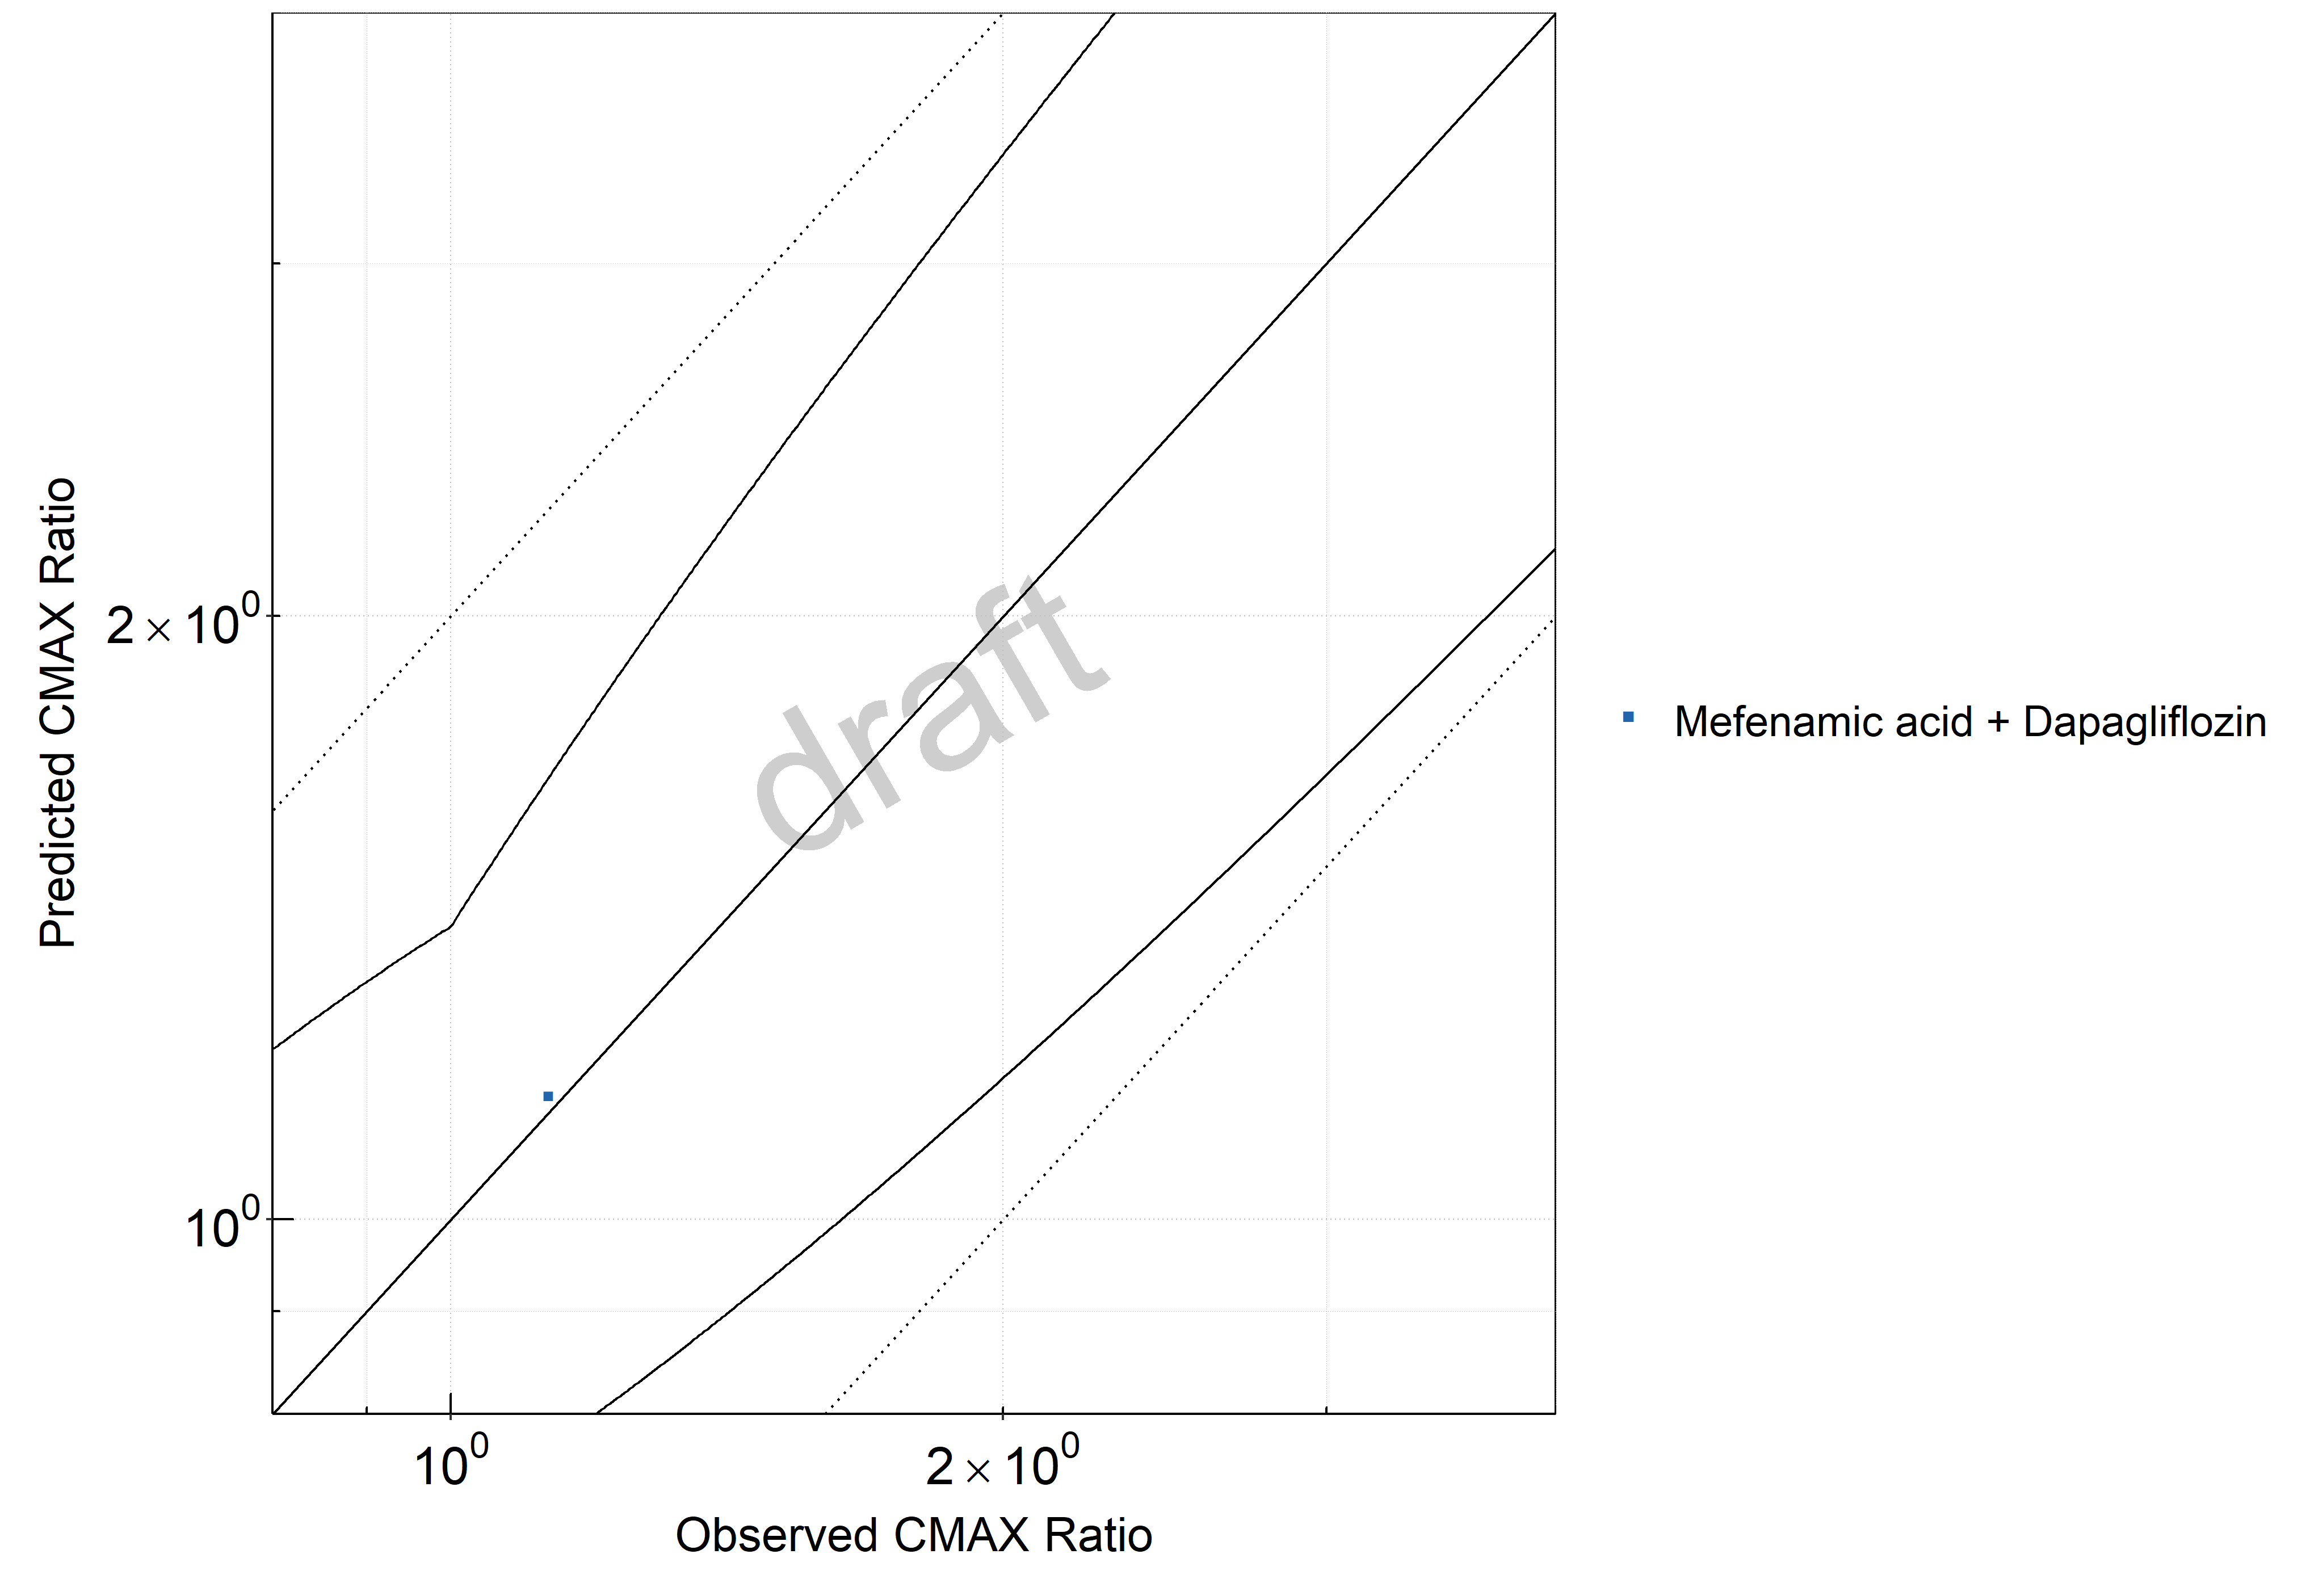 Predicted CMAX Ratio
2 × 10⁰
10⁰
draft
10⁰
2 × 10⁰
Observed CMAX Ratio
Mefenamic acid + Dapagliflozin